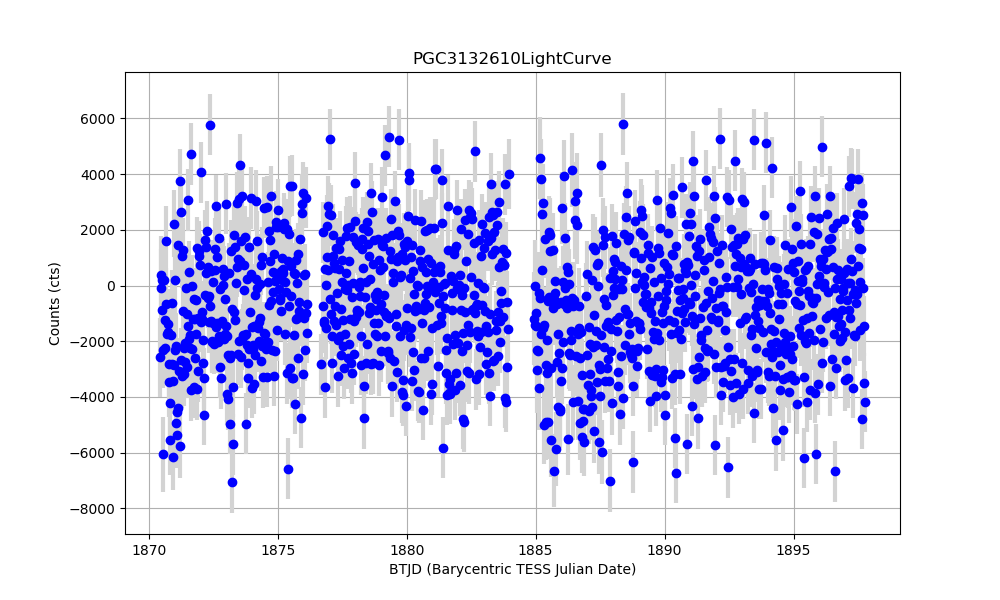 PGC3132610LightCurve
Counts (cts)
6000
4000
2000
0
−2000
−4000
−6000
−8000
1870 1875 1880 1885 1890 1895
BTJD (Barycentric TESS Julian Date)